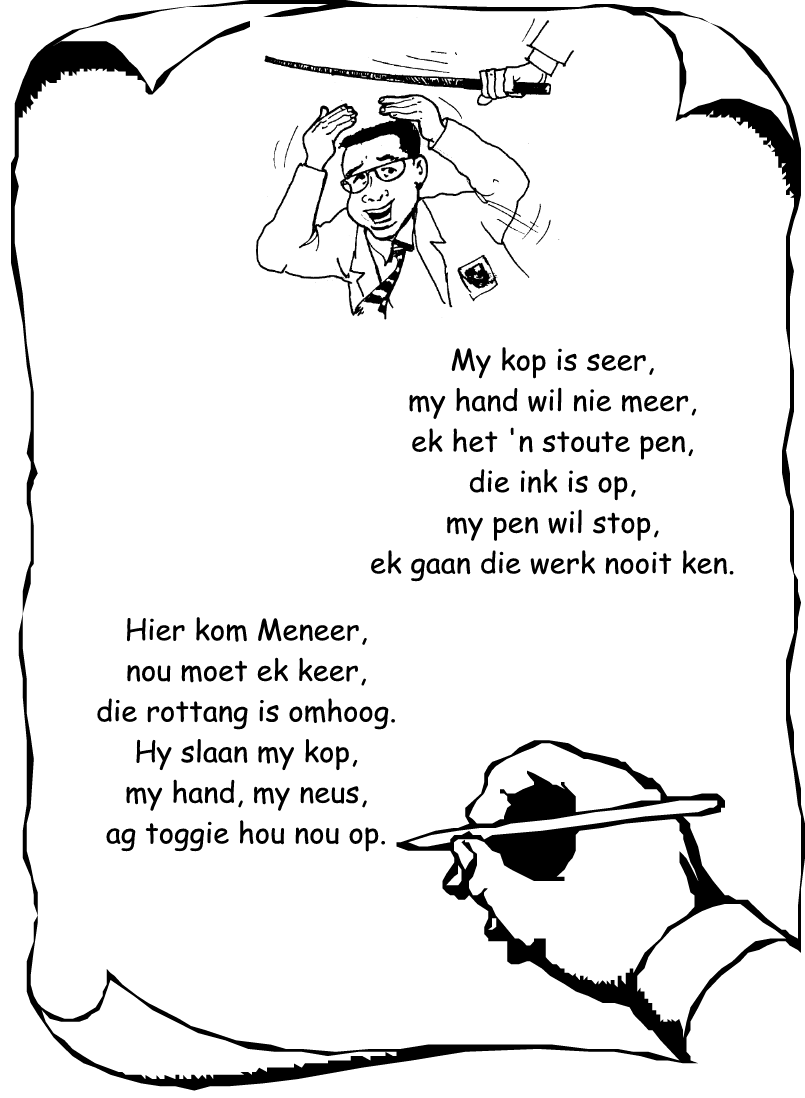 My kop is seer,
my hand wil nie meer,
ek het 'n stoute pen,
die ink is op,
my pen wil stop,
ek gaan die werk nooit ken.
Hier kom Meneer,
nou moet ek keer,
die rottang is omhoog.
Hy slaan my kop,
my hand, my neus,
ag toggie hou nou op.